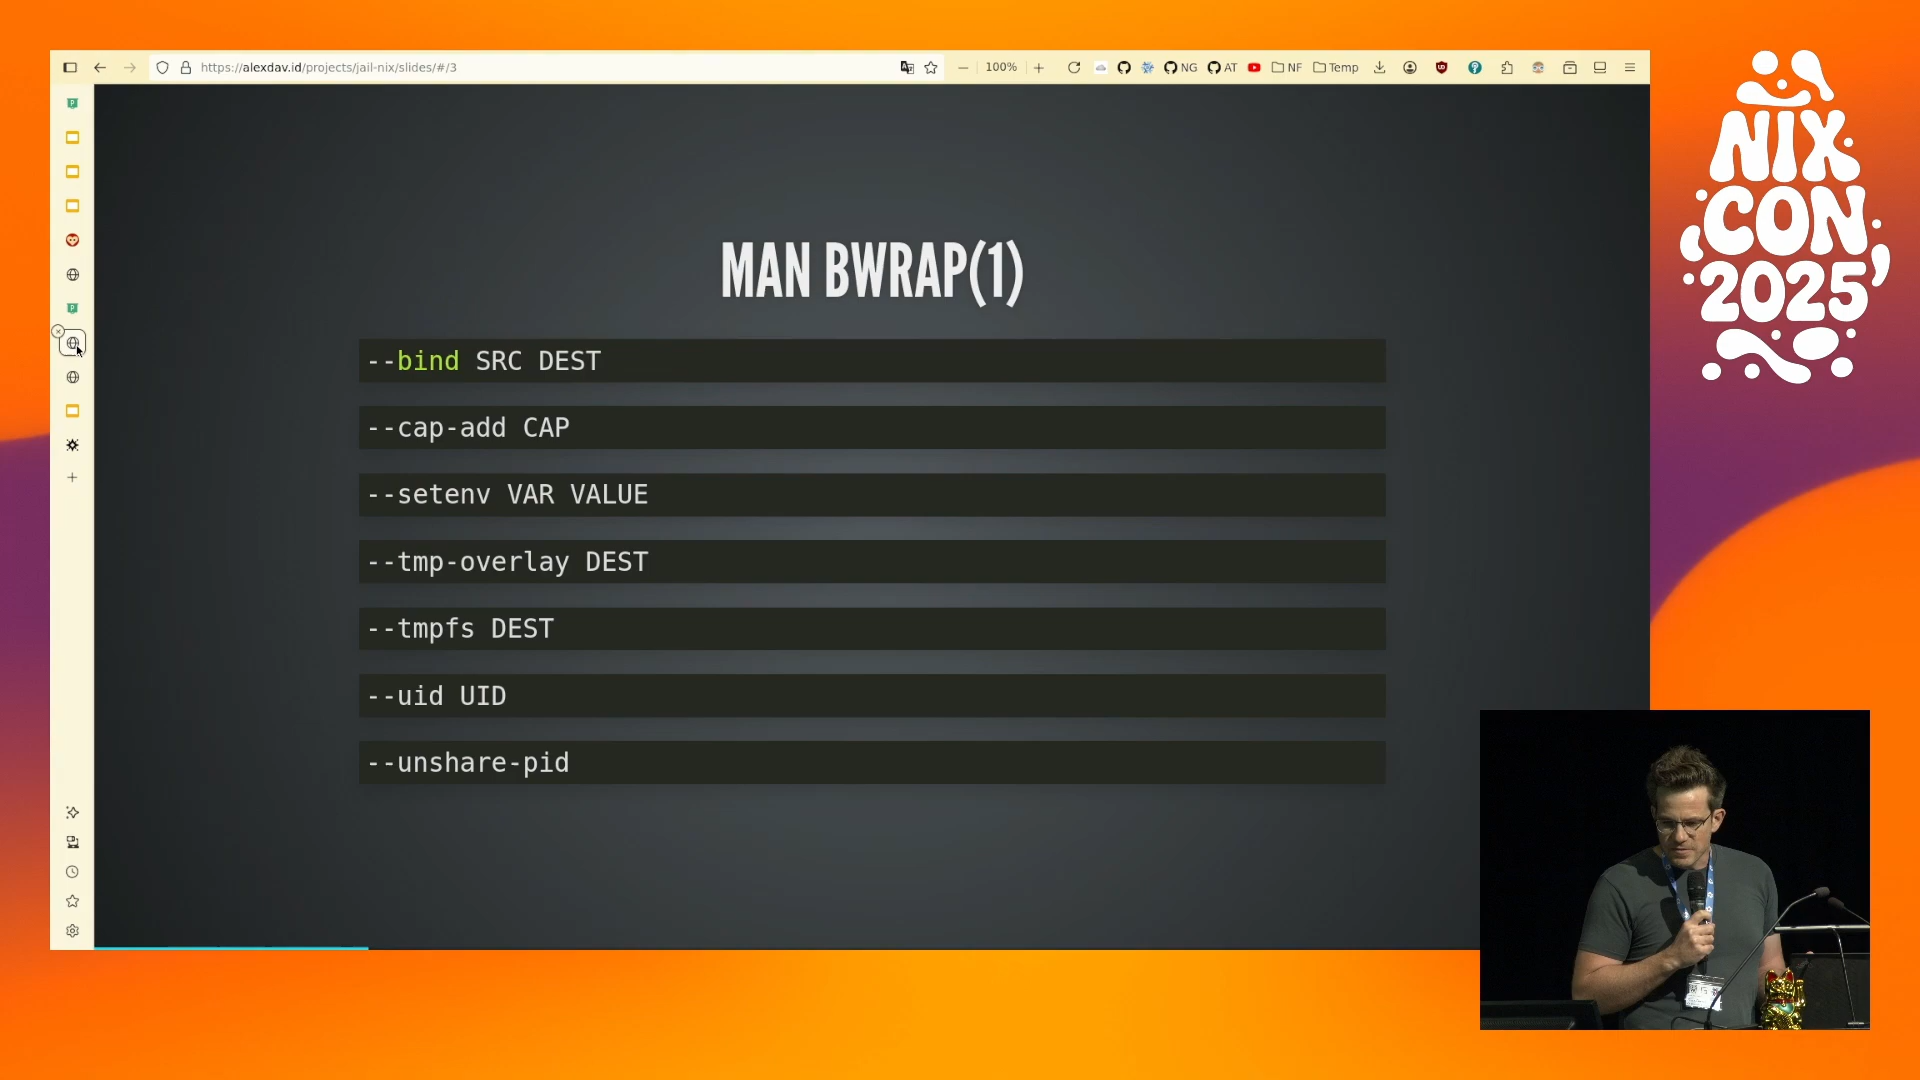 https://alexdav.id/projects/jail-nix/slides/#/3
100%
NG
AT
NF
Temp
MAN BWRAP(1)
--bind SRC DEST
--cap-add CAP
--setenv VAR VALUE
--tmp-overlay DEST
--tmpfs DEST
--uid UID
--unshare-pid
NIX
CON
2025